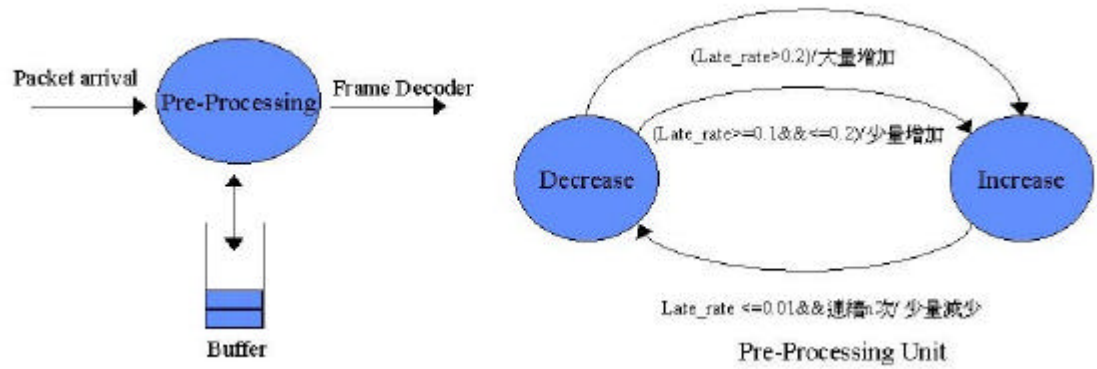 Packet arrival
Pre-Processing
Frame Decoder
Buffer
(Late_rate>0.2)/大量增加
(Late_rate>=0.1&&<=0.2)/少量增加
Decrease
Increase
Late_rate <=0.01&&連續n次/ 少量減少
Pre-Processing Unit